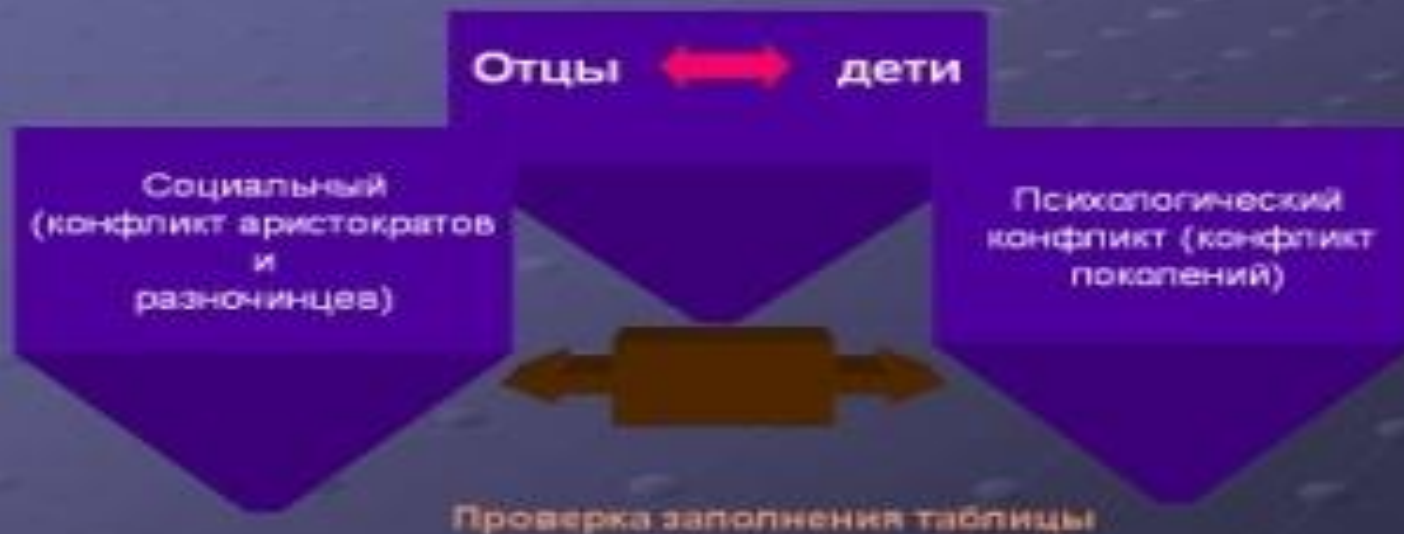 Отцы дети
Социальный
(конфликт аристократов
и
разночинцев)
Психологический
конфликт (конфликт
поколений)
Проверка заполнения таблицы